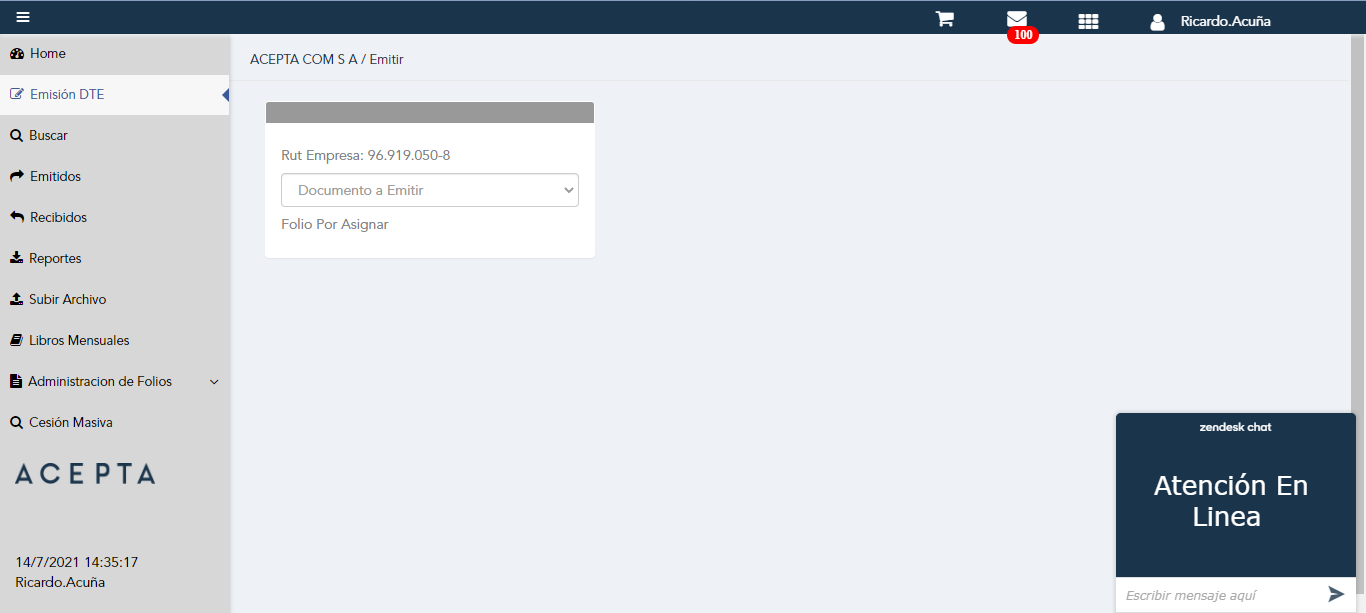 100
Ricardo.Acuña
Home
Emisión DTE
Buscar
Emitidos
Recibidos
Reportes
Subir Archivo
Libros Mensuales
Administracion de Folios
Cesión Masiva
ACEPTA
14/7/2021 14:35:17
Ricardo.Acuña
ACEPTA COM S A / Emitir
Rut Empresa: 96.919.050-8
Documento a Emitir
Folio Por Asignar
zendesk chat
Atención En
Linea
Escribir mensaje aquí